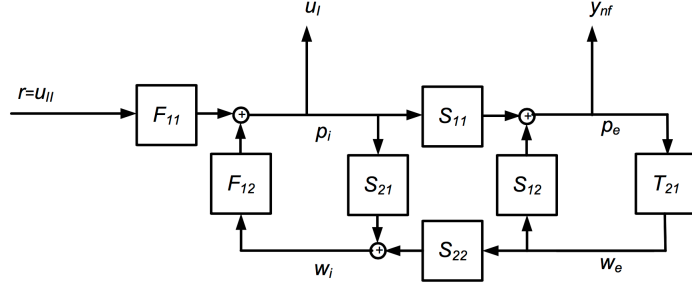 u_I
y_nf
r=u_II
F_11
+
p_i
S_11
+
p_e
F_12
S_21
S_12
T_21
w_i
+
S_22
w_e